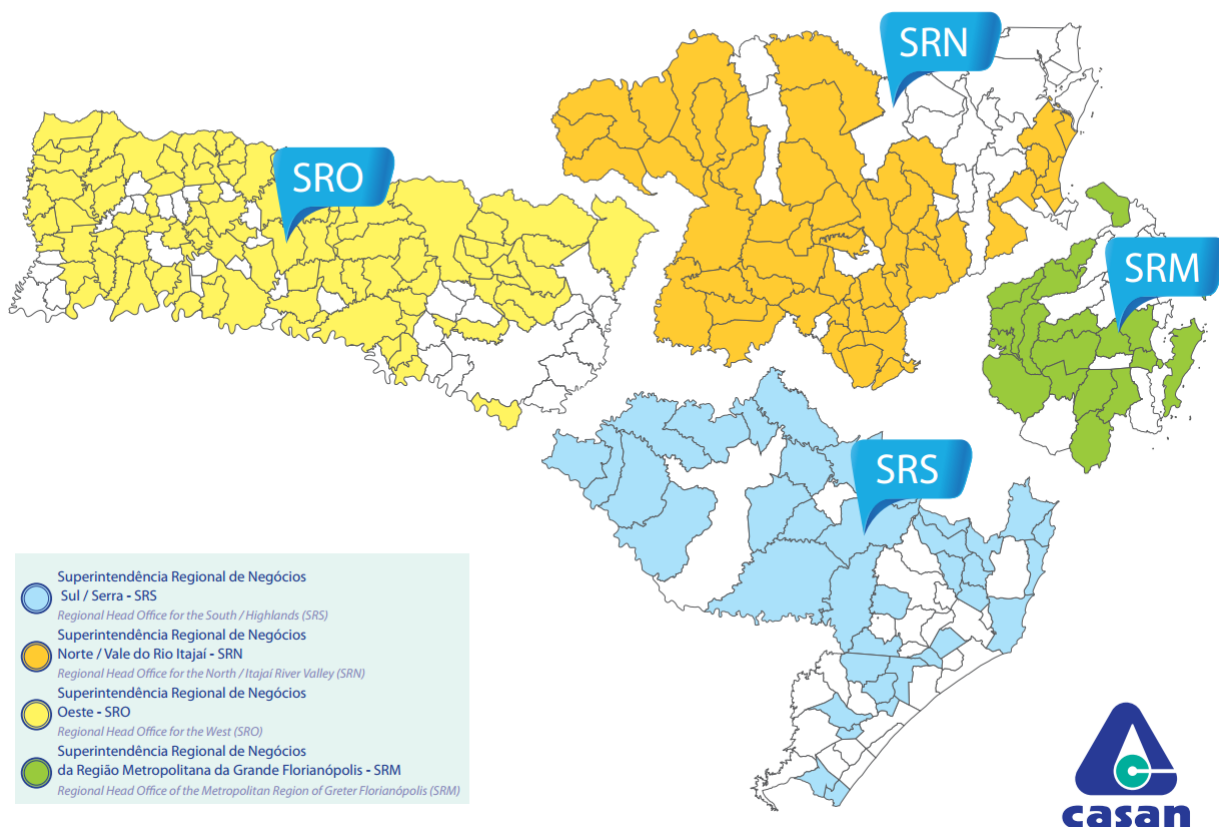 SRN
SRO
SRM
SRS
Superintendência Regional de Negócios
Sul / Serra - SRS
Regional Head Office for the South / Highlands (SRS)
Superintendência Regional de Negócios
Norte / Vale do Rio Itajaí - SRN
Regional Head Office for the North / Itajaí River Valley (SRN)
Superintendência Regional de Negócios
Oeste - SRO
Regional Head Office for the West (SRO)
Superintendência Regional de Negócios
da Região Metropolitana da Grande Florianópolis - SRM
Regional Head Office of the Metropolitan Region of Greter Florianópolis (SRM)
casan